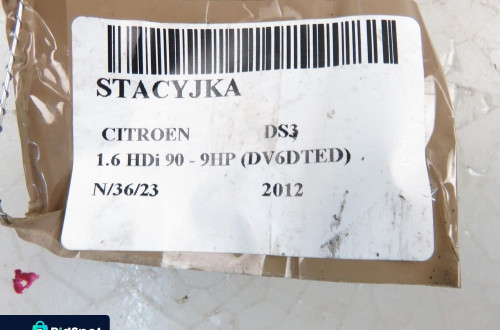 STACYJKA
CITROEN DS3
1.6 HDi 90 - 9HP (DV6DTED)
N/36/23 2012